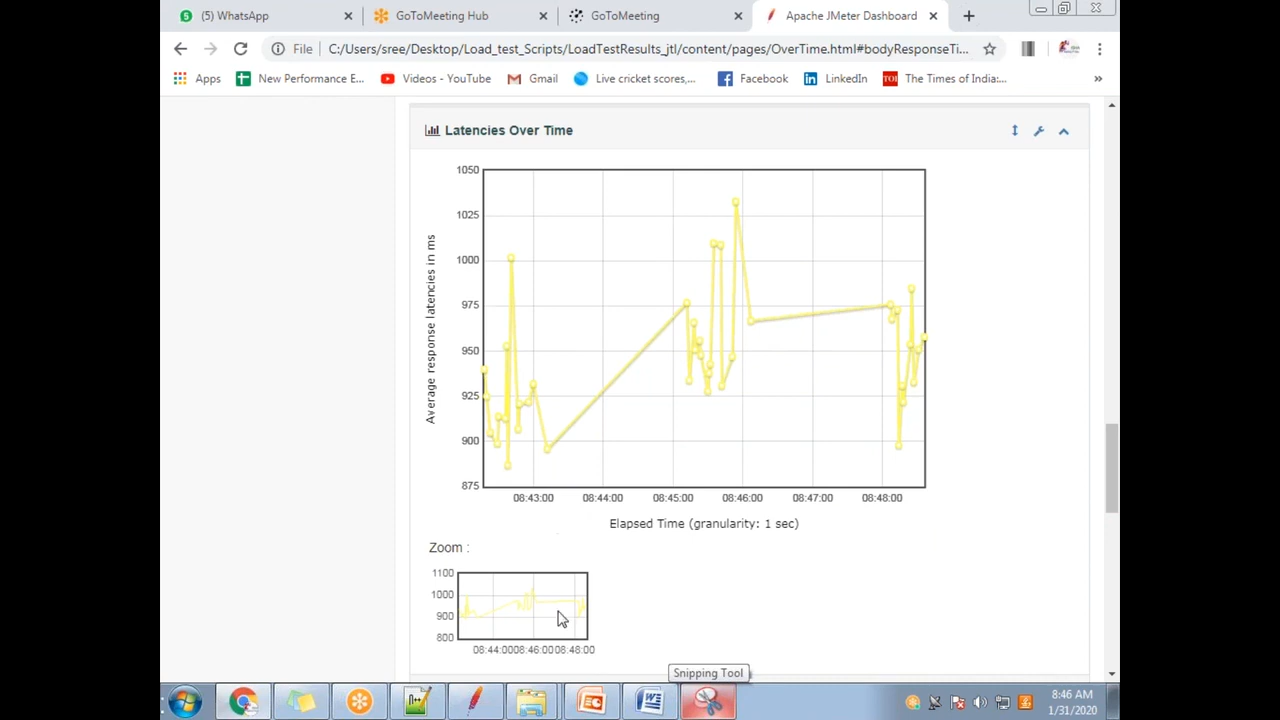 (5) WhatsApp
GoToMeeting Hub
GoToMeeting
Apache JMeter Dashboard
File
C:/Users/sree/Desktop/Load_test_Scripts/LoadTestResults_jtl/content/pages/OverTime.html#bodyResponseTi...
Apps
New Performance E...
Videos - YouTube
Gmail
Live cricket scores,...
Facebook
LinkedIn
TOI
The Times of India:...
Latencies Over Time
1050
1025
1000
975
950
925
900
875
Average response latencies in ms
08:43:00 08:44:00 08:45:00 08:46:00 08:47:00 08:48:00
Elapsed Time (granularity: 1 sec)
Zoom :
1100
1000
900
800
08:44:00 08:46:00 08:48:00
Snipping Tool
8:46 AM
1/31/2020